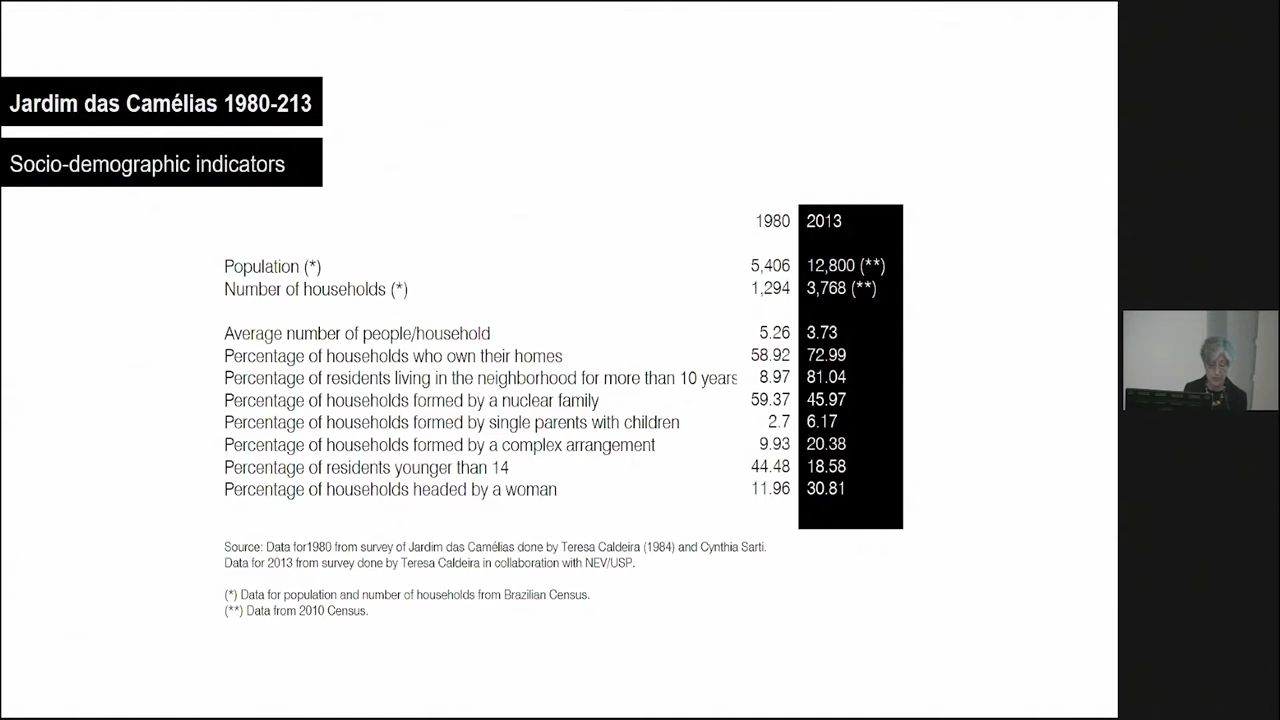 Jardim das Camélias 1980-213
Socio-demographic indicators
1980 2013
Population (*) 5,406 12,800 (**)
Number of households (*) 1,294 3,768 (**)
Average number of people/household 5.26 3.73
Percentage of households who own their homes 58.92 72.99
Percentage of residents living in the neighborhood for more than 10 years 8.97 81.04
Percentage of households formed by a nuclear family 59.37 45.97
Percentage of households formed by single parents with children 2.7 6.17
Percentage of households formed by a complex arrangement 9.93 20.38
Percentage of residents younger than 14 44.48 18.58
Percentage of households headed by a woman 11.96 30.81
Source: Data for1980 from survey of Jardim das Camélias done by Teresa Caldeira (1984) and Cynthia Sarti.
Data for 2013 from survey done by Teresa Caldeira in collaboration with NEV/USP.
(*) Data for population and number of households from Brazilian Census.
(**) Data from 2010 Census.